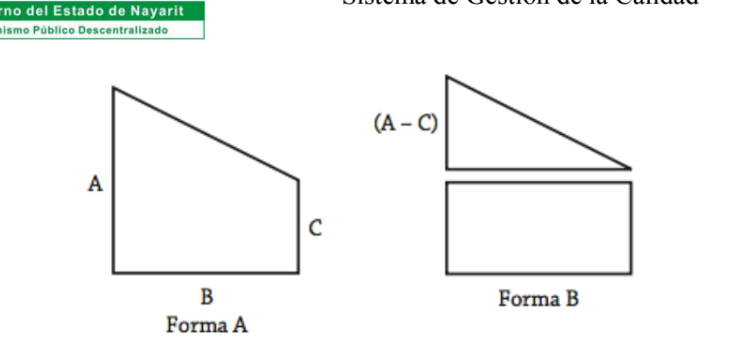 rno del Estado de Nayarit
nismo Público Descentralizado
Sistema de Gestión de la Calidad
A
C
B
Forma A
(A – C)
Forma B